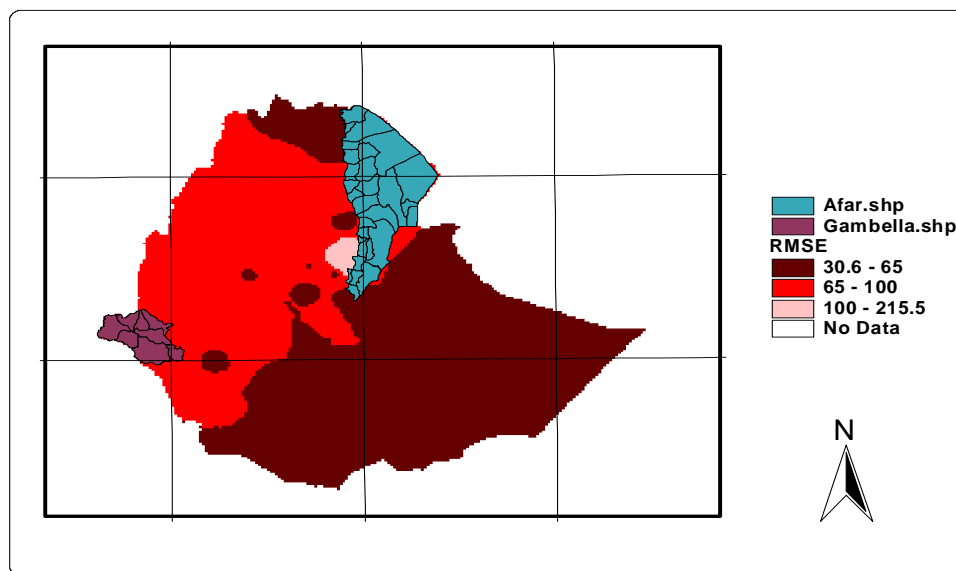 Afar.shp
Gambella.shp
RMSE
30.6 - 65
65 - 100
100 - 215.5
No Data
N